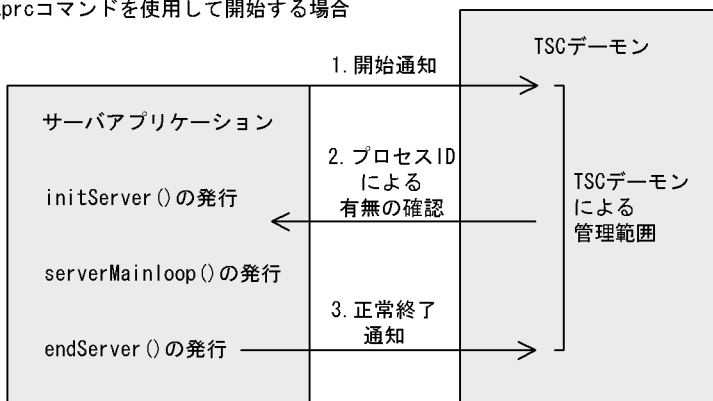 prcコマンドを使用して開始する場合
TSCデーモン
1.開始通知
サーバアプリケーション
2.プロセスID
による
有無の確認
initServer()の発行
TSCデーモン
による
管理範囲
serverMainloop()の発行
3.正常終了
通知
endServer()の発行